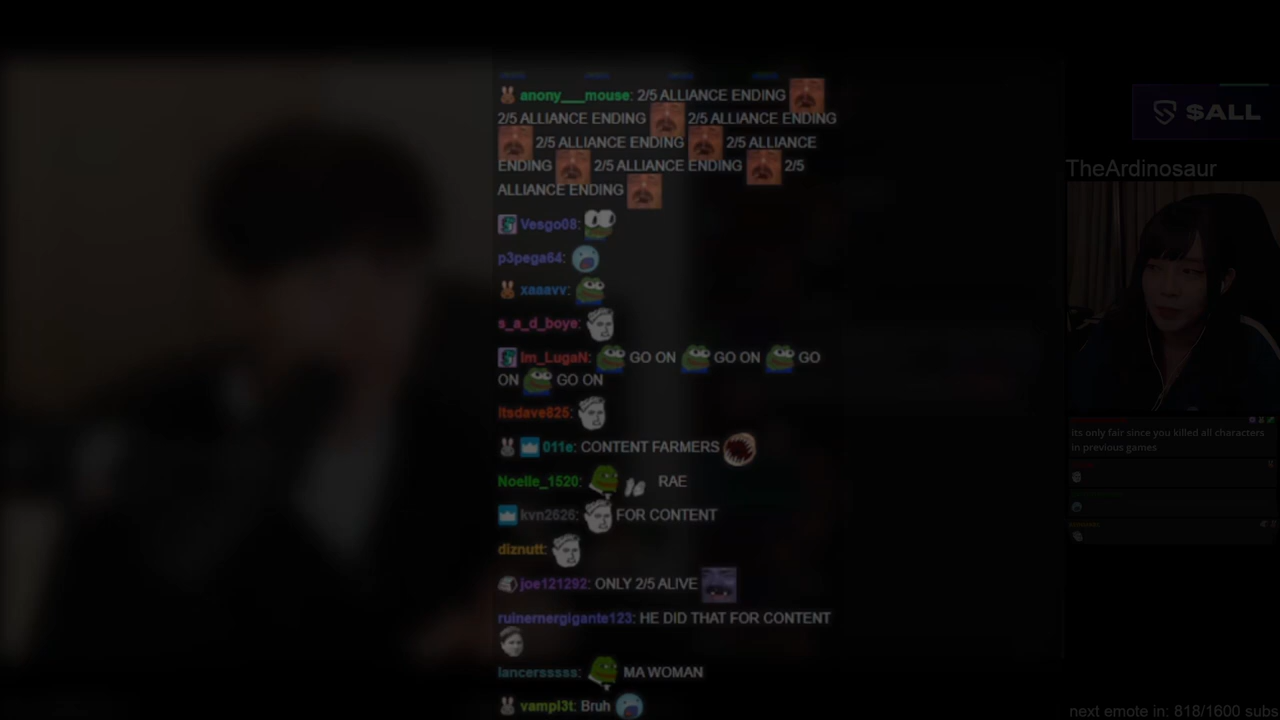 anony___mouse: 2/5 ALLIANCE ENDING
2/5 ALLIANCE ENDING 2/5 ALLIANCE ENDING
2/5 ALLIANCE ENDING 2/5 ALLIANCE
ENDING 2/5 ALLIANCE ENDING 2/5
ALLIANCE ENDING
Vesgo08:
p3pega64:
xaaavv:
s_a_d_boye:
Im_LugaN: GO ON GO ON GO
ON GO ON
Itsdave825:
011e: CONTENT FARMERS
Noelle_1520: RAE
kvn2626: FOR CONTENT
diznutt:
joe121292: ONLY 2/5 ALIVE
ruinernergigante123: HE DID THAT FOR CONTENT
lancersssss: MA WOMAN
vampl3t: Bruh
$ALL
TheArdinosaur
Its only fair since you killed all characters
in previous games
next emote in: 818/1600 subs